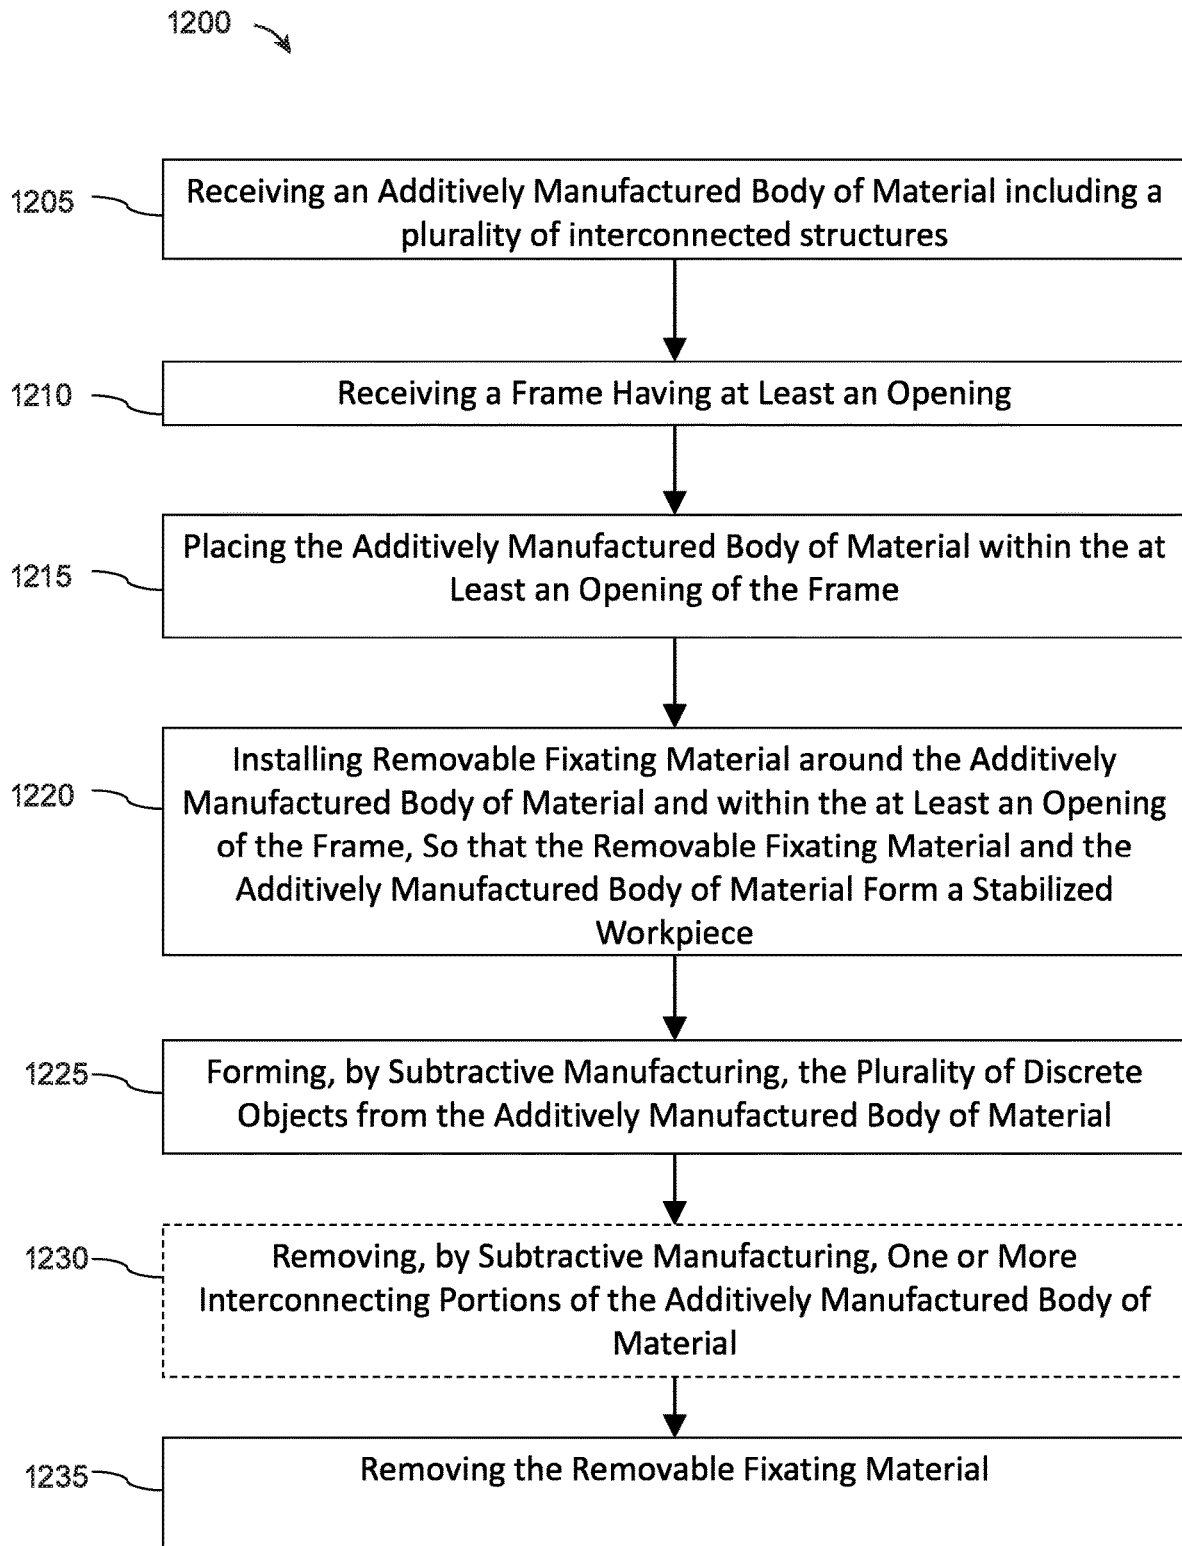 1200
1205
Receiving an Additively Manufactured Body of Material including a
plurality of interconnected structures
1210
Receiving a Frame Having at Least an Opening
1215
Placing the Additively Manufactured Body of Material within the at
Least an Opening of the Frame
1220
Installing Removable Fixating Material around the Additively
Manufactured Body of Material and within the at Least an Opening
of the Frame, So that the Removable Fixating Material and the
Additively Manufactured Body of Material Form a Stabilized
Workpiece
1225
Forming, by Subtractive Manufacturing, the Plurality of Discrete
Objects from the Additively Manufactured Body of Material
1230
Removing, by Subtractive Manufacturing, One or More
Interconnecting Portions of the Additively Manufactured Body of
Material
1235
Removing the Removable Fixating Material